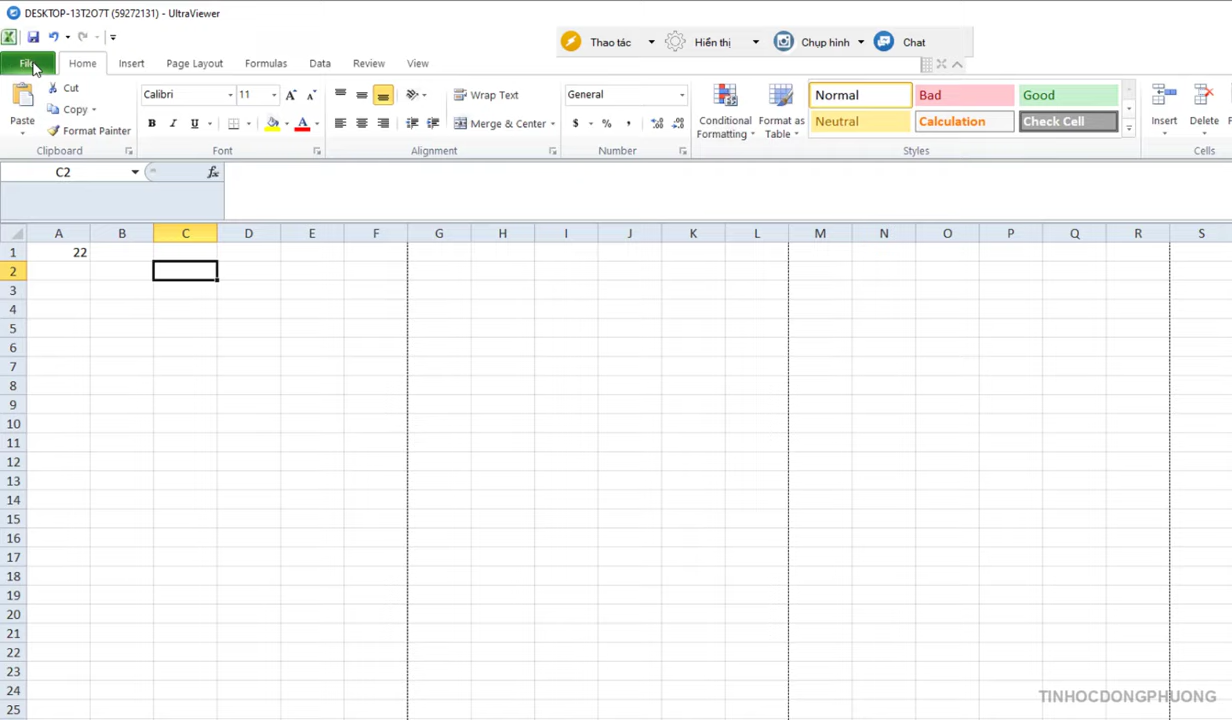 DESKTOP-13T2O7T (59272131) - UltraViewer
Thao tác Hiển thị Chụp hình Chat
File Home Insert Page Layout Formulas Data Review View
Paste Cut Copy Format Painter Clipboard
Calibri 11 B I U Font
Wrap Text Merge & Center Alignment
General $ % , Number
Conditional Formatting Format as Table
Normal Bad Good
Neutral Calculation Check Cell
Styles
Insert Delete
Cells
C2 fx
A B C D E F G H I J K L M N O P Q R S
1 22
2
3
4
5
6
7
8
9
10
11
12
13
14
15
16
17
18
19
20
21
22
23
24
25
TINHOCDONGPHUONG